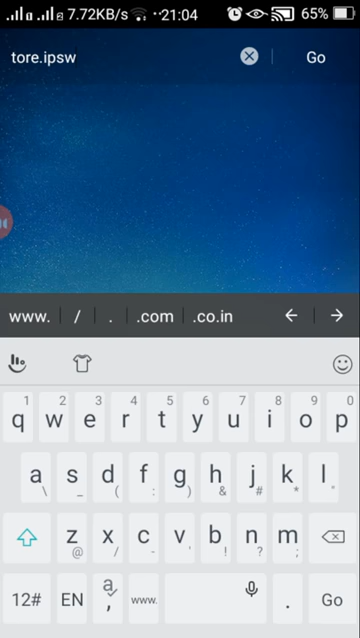 7.72KB/s ··21:04 65%
tore.ipsw Go
www. / . .com .co.in ← →
1 2 3 4 5 6 7 8 9 0
q w e r t y u i o p
a s d f g h j k l
\ _ ( : ) & # * "
z x c v b n m
@ / - ' ! ? ;
12# EN a , www. . Go